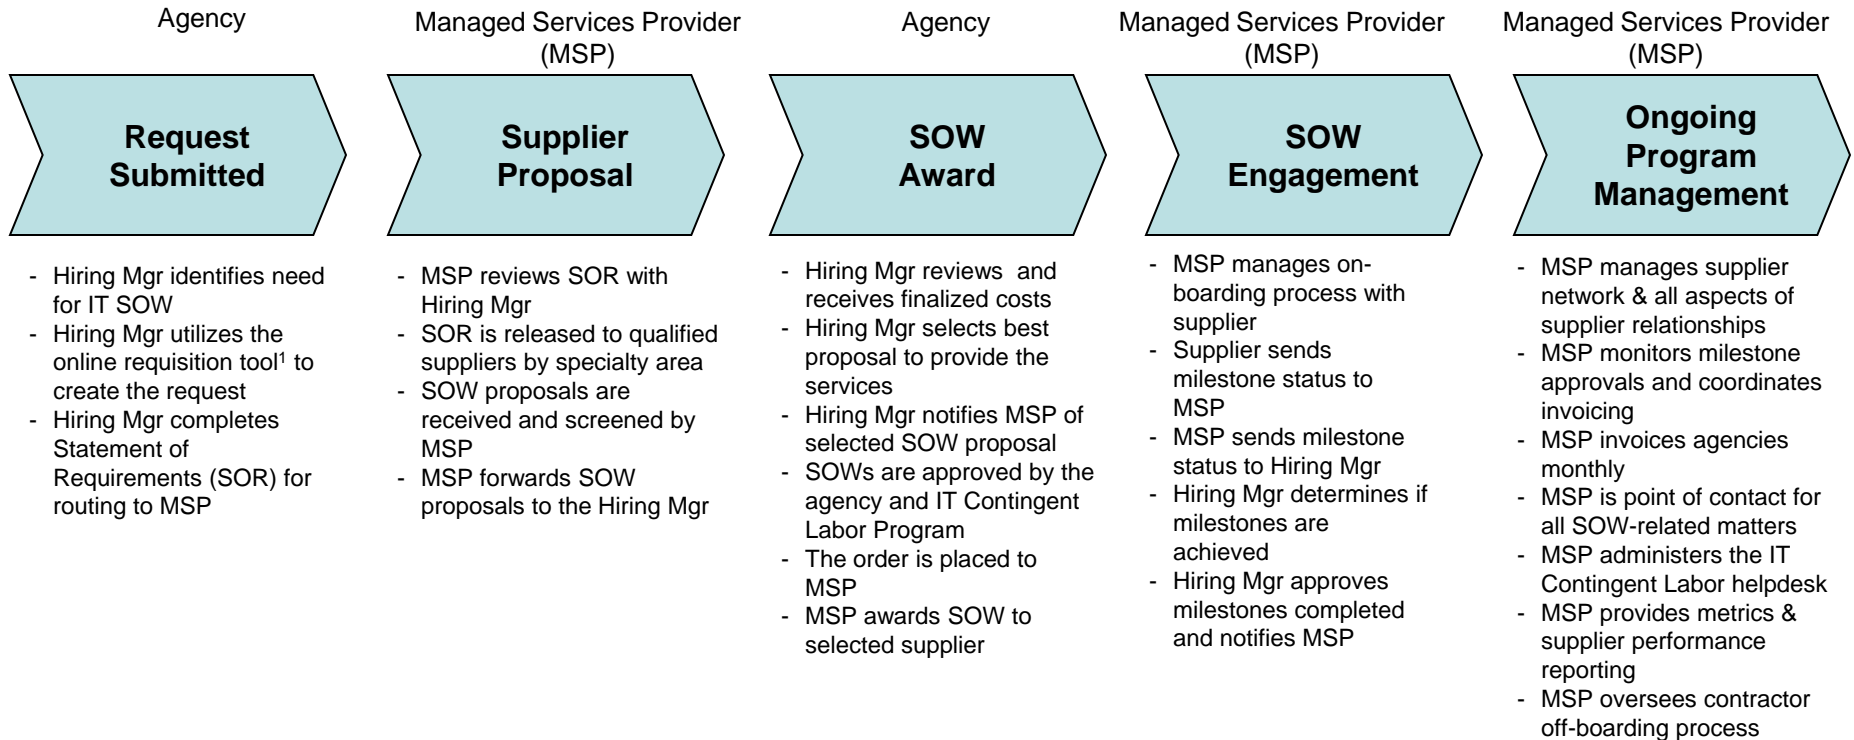 Agency
Managed Services Provider
(MSP)
Agency
Managed Services Provider
(MSP)
Managed Services Provider
(MSP)
Request
Submitted
Supplier
Proposal
SOW
Award
SOW
Engagement
Ongoing
Program
Management
- Hiring Mgr identifies need
for IT SOW
- Hiring Mgr utilizes the
online requisition tool¹ to
create the request
- Hiring Mgr completes
Statement of
Requirements (SOR) for
routing to MSP
- MSP reviews SOR with
Hiring Mgr
- SOR is released to qualified
suppliers by specialty area
- SOW proposals are
received and screened by
MSP
- MSP forwards SOW
proposals to the Hiring Mgr
- Hiring Mgr reviews and
receives finalized costs
- Hiring Mgr selects best
proposal to provide the
services
- Hiring Mgr notifies MSP of
selected SOW proposal
- SOWs are approved by the
agency and IT Contingent
Labor Program
- The order is placed to
MSP
- MSP awards SOW to
selected supplier
- MSP manages on-
boarding process with
supplier
- Supplier sends
milestone status to
MSP
- MSP sends milestone
status to Hiring Mgr
- Hiring Mgr determines if
milestones are
achieved
- Hiring Mgr approves
milestones completed
and notifies MSP
- MSP manages supplier
network & all aspects of
supplier relationships
- MSP monitors milestone
approvals and coordinates
invoicing
- MSP invoices agencies
monthly
- MSP is point of contact for
all SOW-related matters
- MSP administers the IT
Contingent Labor helpdesk
- MSP provides metrics &
supplier performance
reporting
- MSP oversees contractor
off-boarding process